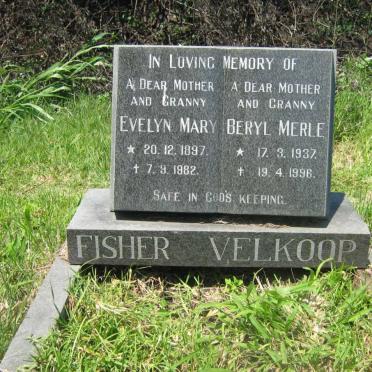 IN LOVING MEMORY OF
A DEAR MOTHER
AND GRANNY
EVELYN MARY
★ 20.12.1897.
✝ 7.9.1982.
A DEAR MOTHER
AND GRANNY
BERYL MERLE
★ 17.3.1937.
✝ 19.4.1996.
SAFE IN GOD'S KEEPING.
FISHER VELKOOP